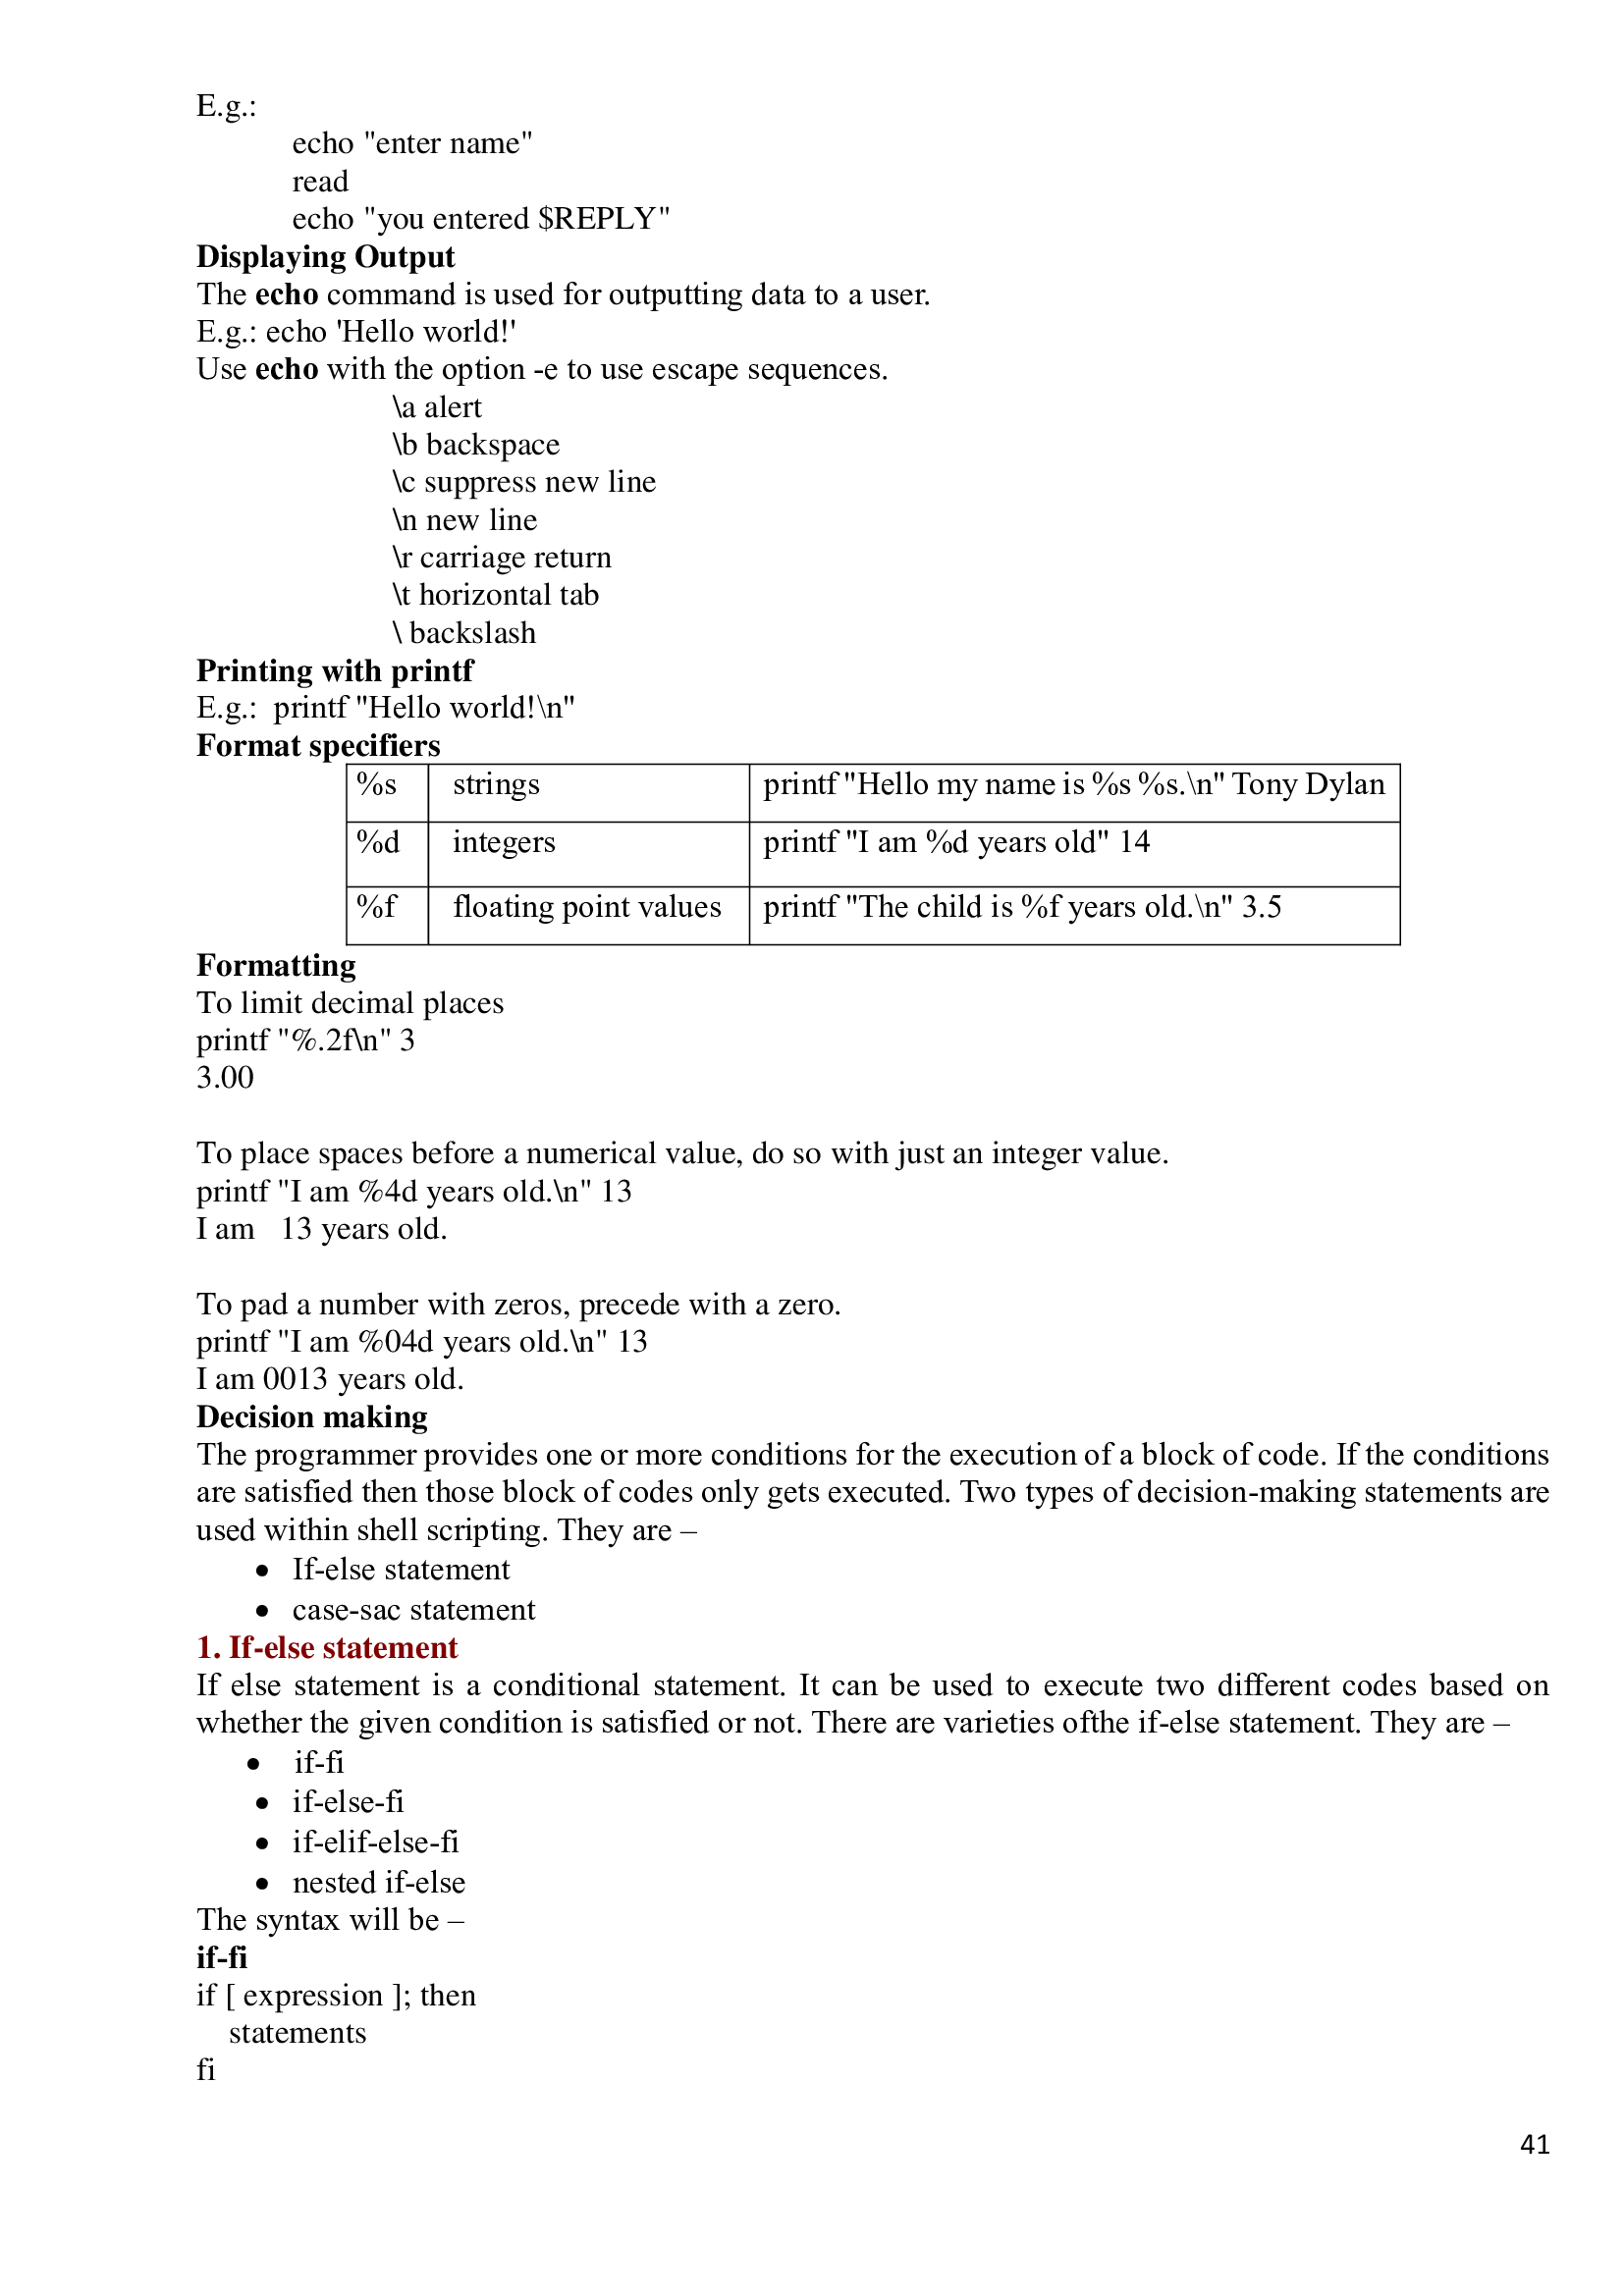 E.g.:
echo "enter name"
read
echo "you entered $REPLY"
Displaying Output
The echo command is used for outputting data to a user.
E.g.: echo 'Hello world!'
Use echo with the option -e to use escape sequences.
\a alert
\b backspace
\c suppress new line
\n new line
\r carriage return
\t horizontal tab
\ backslash
Printing with printf
E.g.:  printf "Hello world!\n"
Format specifiers
%s strings printf "Hello my name is %s %s.\n" Tony Dylan
%d integers printf "I am %d years old" 14
%f floating point values printf "The child is %f years old.\n" 3.5
Formatting
To limit decimal places
printf "%.2f\n" 3
3.00
To place spaces before a numerical value, do so with just an integer value.
printf "I am %4d years old.\n" 13
I am   13 years old.
To pad a number with zeros, precede with a zero.
printf "I am %04d years old.\n" 13
I am 0013 years old.
Decision making
The programmer provides one or more conditions for the execution of a block of code. If the conditions
are satisfied then those block of codes only gets executed. Two types of decision-making statements are
used within shell scripting. They are –
• If-else statement
• case-sac statement
1. If-else statement
If else statement is a conditional statement. It can be used to execute two different codes based on
whether the given condition is satisfied or not. There are varieties ofthe if-else statement. They are –
• if-fi
• if-else-fi
• if-elif-else-fi
• nested if-else
The syntax will be –
if-fi
if [ expression ]; then
statements
fi
41